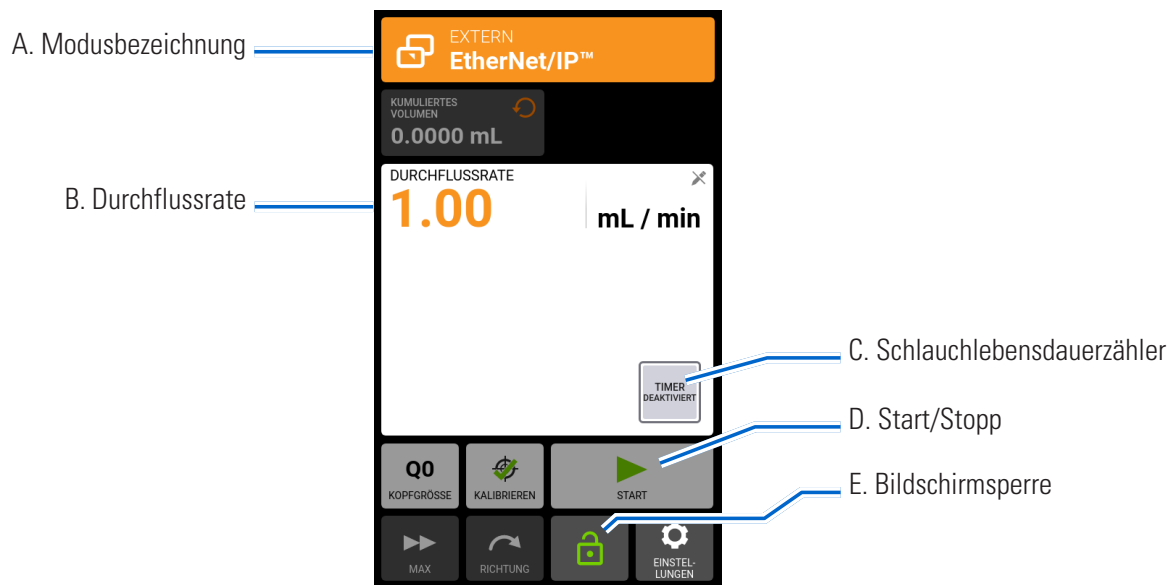 A. Modusbezeichnung
EXTERN
EtherNet/IP™
KUMULIERTES
VOLUMEN
0.0000 mL
B. Durchflussrate
DURCHFLUSSRATE
1.00
mL / min
C. Schlauchlebensdauerzähler
TIMER
DEAKTIVIERT
D. Start/Stopp
Q0
KOPFGRÖSSE
KALIBRIEREN
START
E. Bildschirmsperre
MAX
RICHTUNG
EINSTEL-
LUNGEN